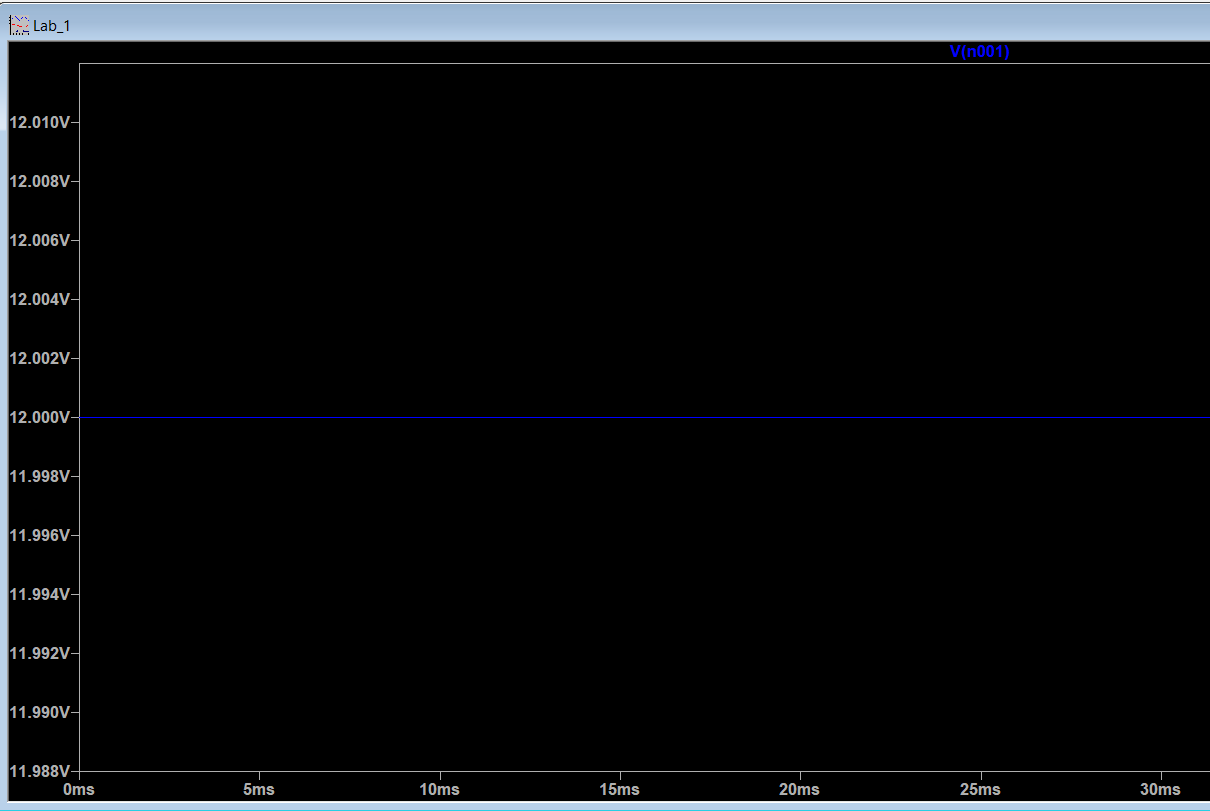 Lab_1
V(n001)
12.010V
12.008V
12.006V
12.004V
12.002V
12.000V
11.998V
11.996V
11.994V
11.992V
11.990V
11.988V
0ms 5ms 10ms 15ms 20ms 25ms 30ms